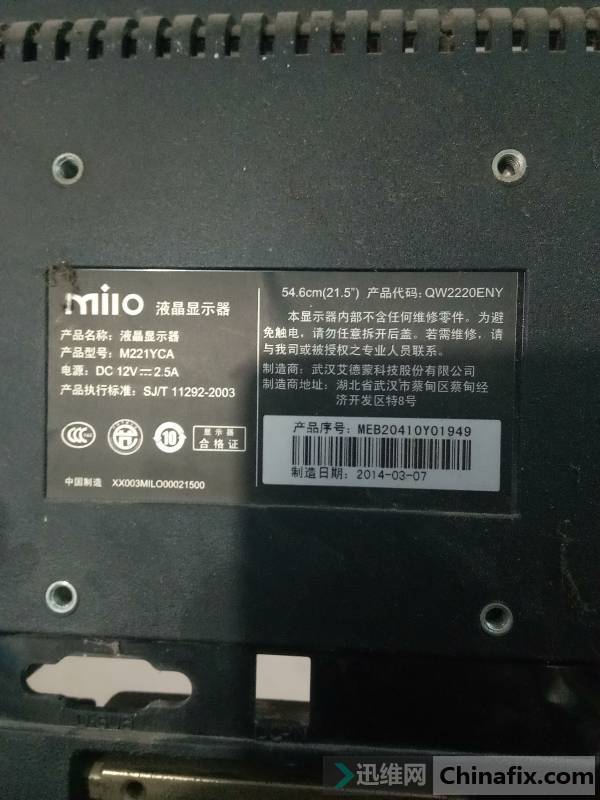 miio 液晶显示器
产品名称：液晶显示器
产品型号：M221YCA
电源：DC 12V⎓2.5A
产品执行标准：SJ/T 11292-2003
10
显示器
合格证
中国制造 XX003MILO00021500
54.6cm(21.5") 产品代码：QW2220ENY
本显示器内部不含任何维修零件。为避
免触电，请勿任意拆开后盖。若需维修，请
与我司或被授权之专业人员联系。
制造商：武汉艾德蒙科技股份有限公司
制造商地址：湖北省武汉市蔡甸区蔡甸经
济开发区特8号
产品序号：MEB20410Y01949
制造日期：2014-03-07
迅维网 Chinafix.com